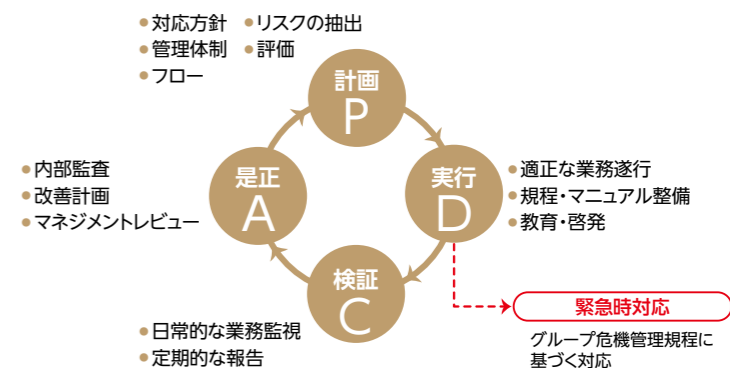 ●対応方針 ●リスクの抽出
●管理体制 ●評価
●フロー
計画
P
●内部監査
●改善計画
●マネジメントレビュー
是正
A
実行
D
●適正な業務遂行
●規程・マニュアル整備
●教育・啓発
検証
C
●日常的な業務監視
●定期的な報告
緊急時対応
グループ危機管理規程に
基づく対応